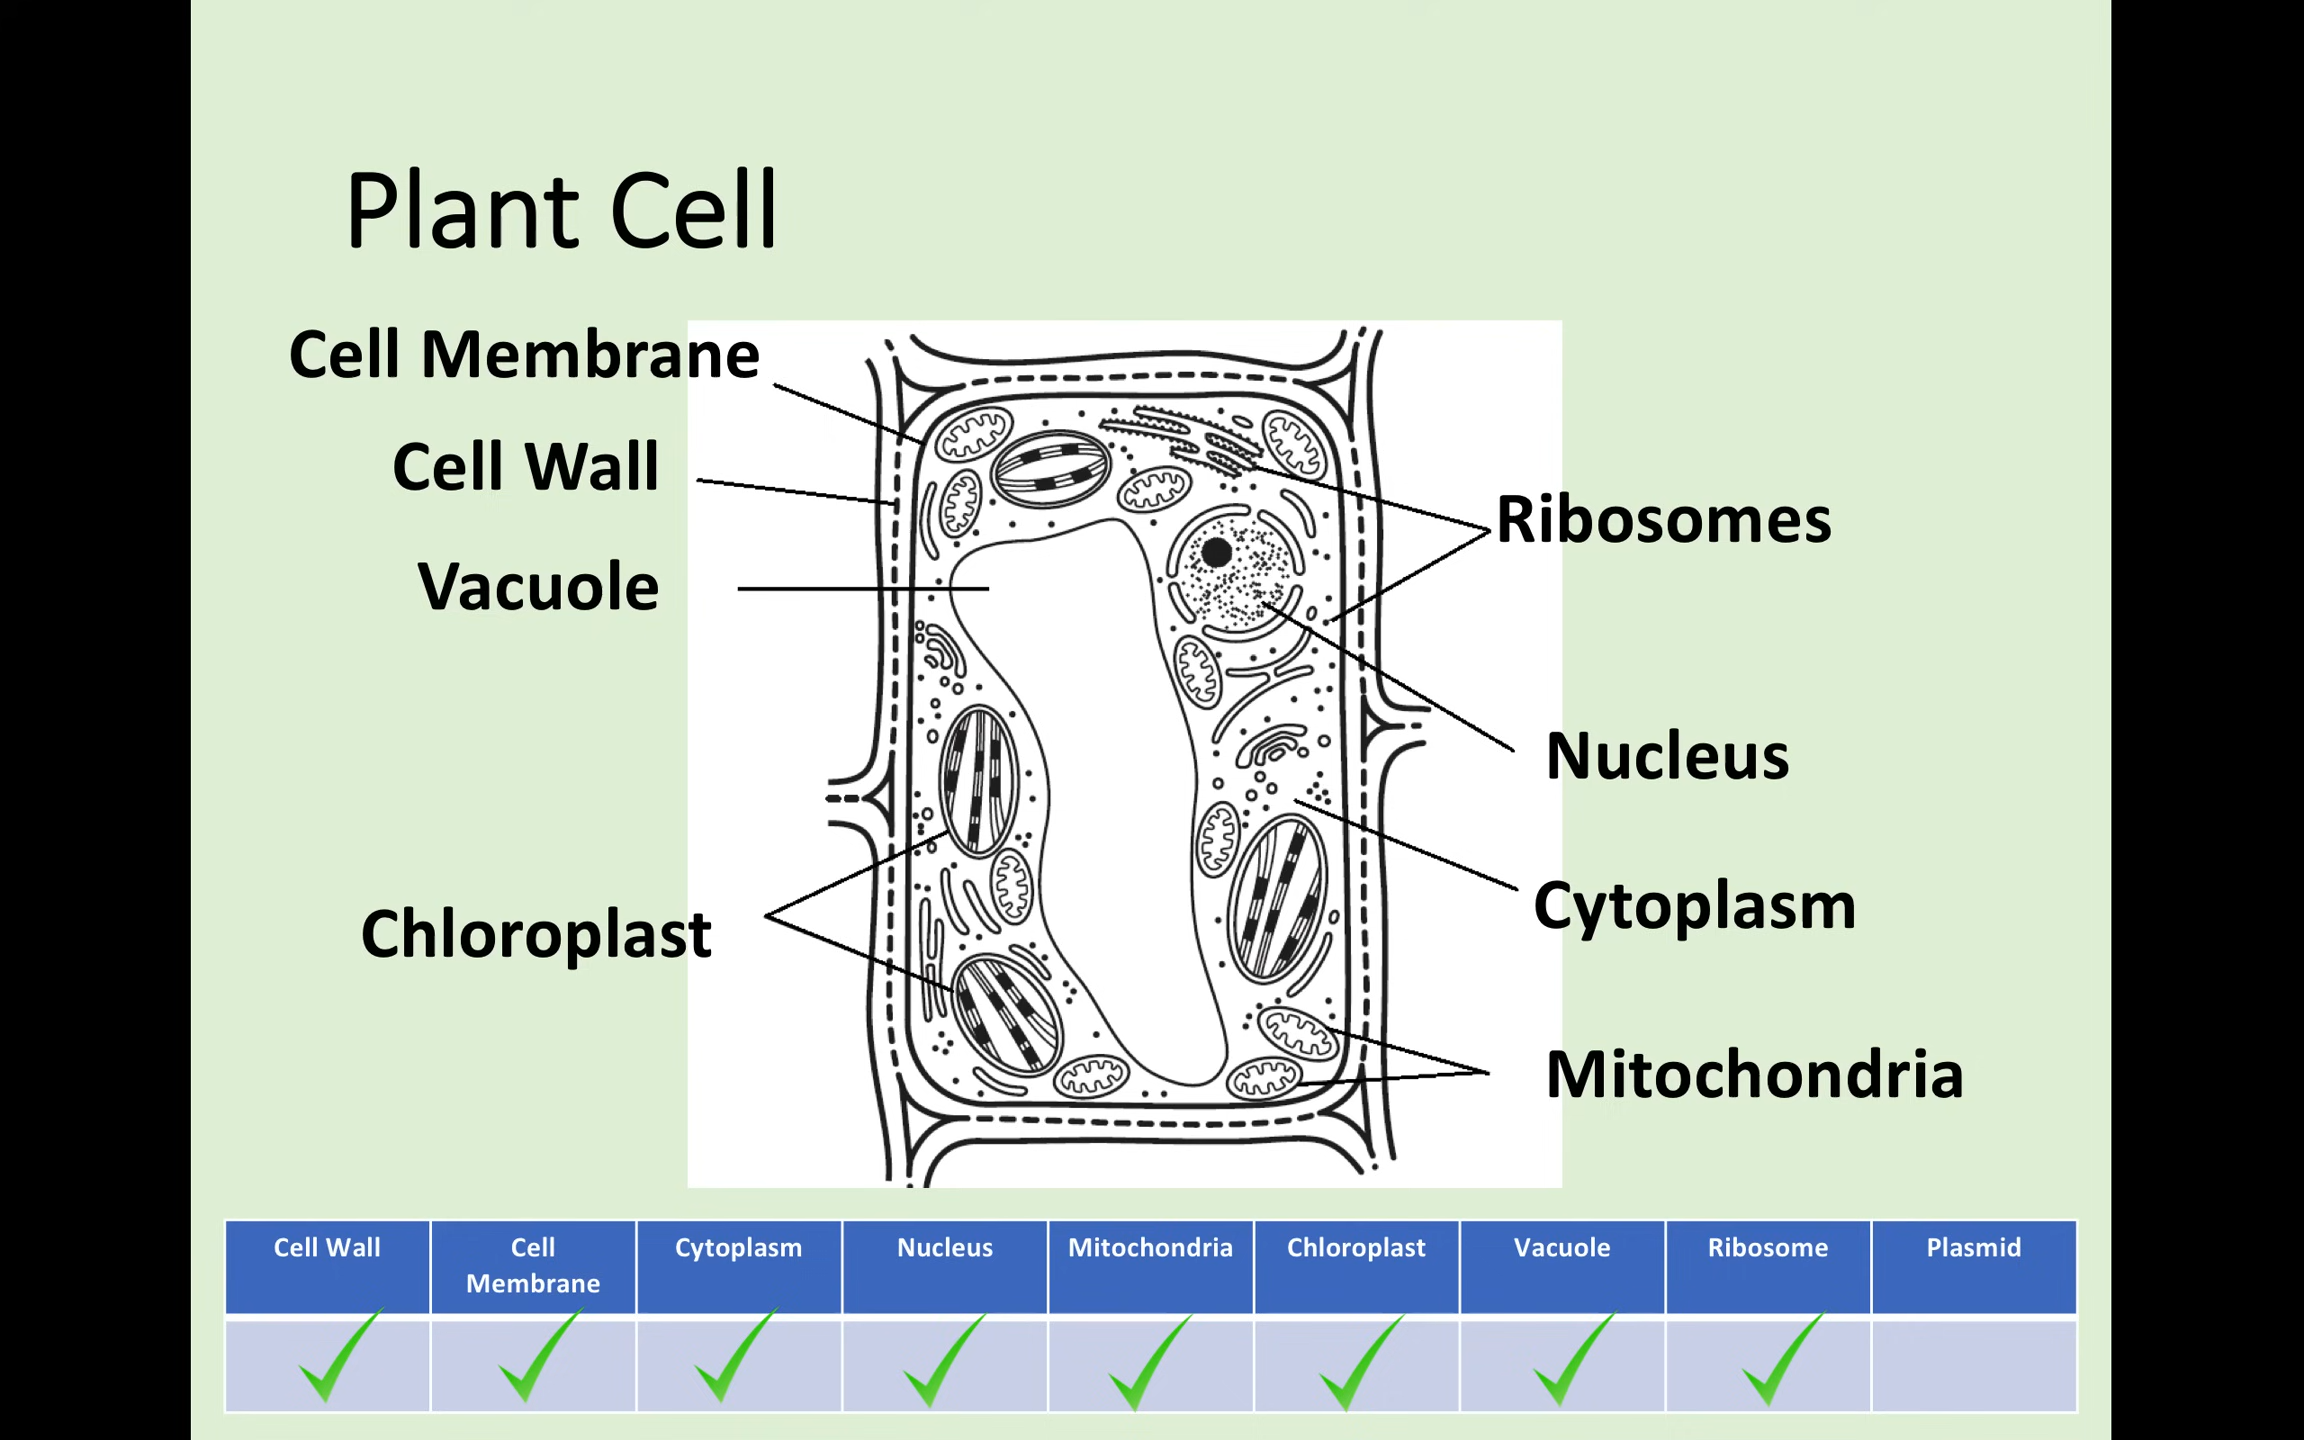 Plant Cell
Cell Membrane
Cell Wall
Vacuole
Chloroplast
Ribosomes
Nucleus
Cytoplasm
Mitochondria
Cell Wall
Cell
Membrane
Cytoplasm
Nucleus
Mitochondria
Chloroplast
Vacuole
Ribosome
Plasmid